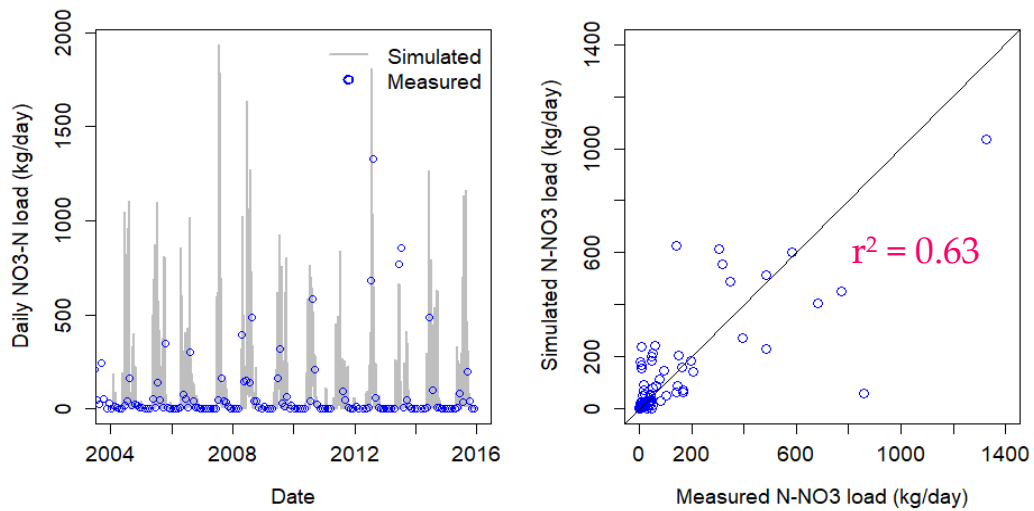 Daily NO3-N load (kg/day)
2000
1500
1000
500
0
Simulated
Measured
2004
2008
2012
2016
Date
Simulated N-NO3 load (kg/day)
1400
1000
600
200
0
r² = 0.63
0
200
600
1000
1400
Measured N-NO3 load (kg/day)